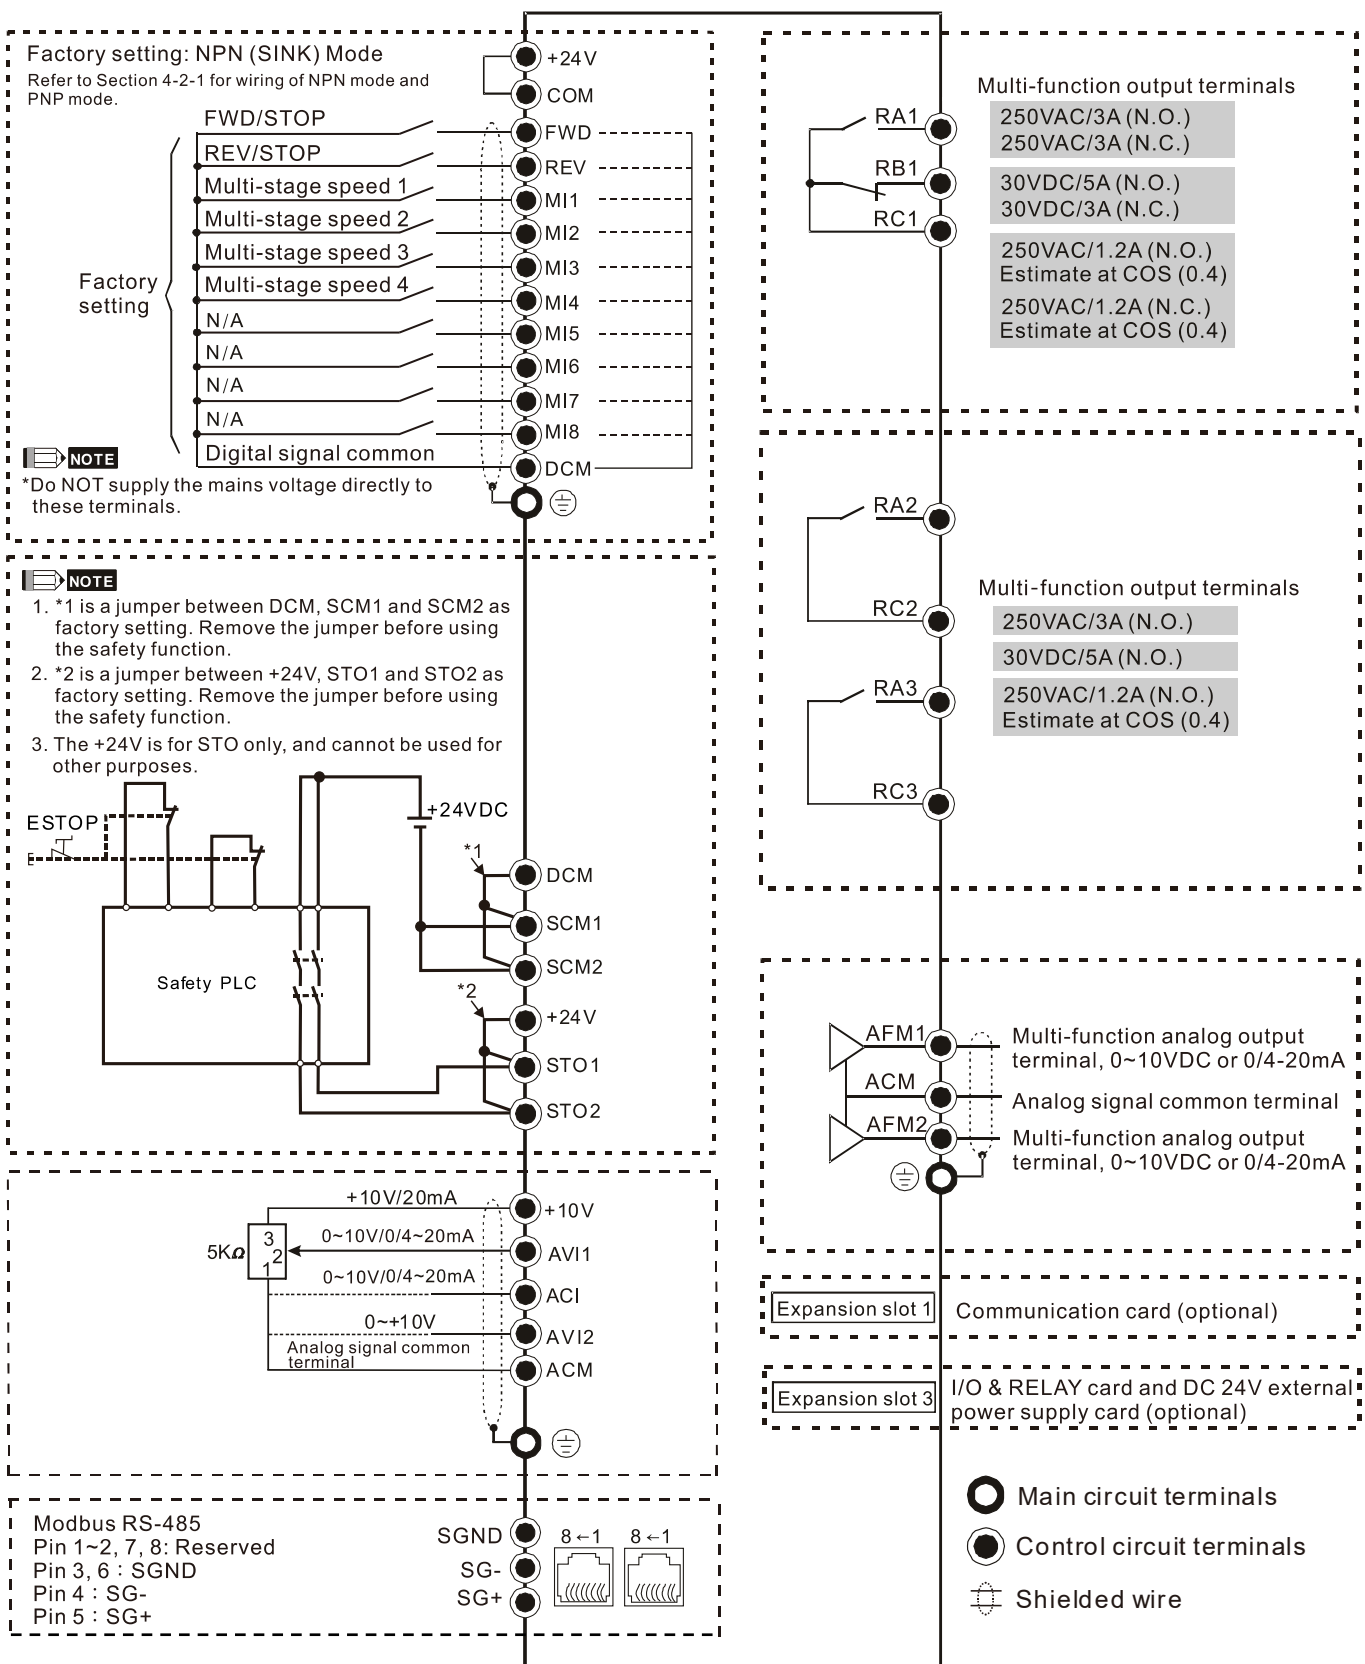 Factory setting: NPN (SINK) Mode
Refer to Section 4-2-1 for wiring of NPN mode and
PNP mode.
+24V
COM
FWD/STOP
FWD
REV/STOP
REV
Multi-stage speed 1
MI1
Multi-stage speed 2
MI2
Multi-stage speed 3
MI3
Multi-stage speed 4
MI4
Factory
setting
N/A
MI5
N/A
MI6
N/A
MI7
N/A
MI8
Digital signal common
DCM
NOTE
*Do NOT supply the mains voltage directly to
these terminals.
NOTE
1. *1 is a jumper between DCM, SCM1 and SCM2 as
factory setting. Remove the jumper before using
the safety function.
2. *2 is a jumper between +24V, STO1 and STO2 as
factory setting. Remove the jumper before using
the safety function.
3. The +24V is for STO only, and cannot be used for
other purposes.
ESTOP
+24VDC
*1
DCM
SCM1
SCM2
Safety PLC
*2
+24V
STO1
STO2
+10V/20mA
+10V
5KΩ
3
2
1
0~10V/0/4~20mA
AVI1
0~10V/0/4~20mA
ACI
0~+10V
AVI2
Analog signal common
terminal
ACM
Modbus RS-485
Pin 1~2, 7, 8: Reserved
Pin 3, 6 : SGND
Pin 4 : SG-
Pin 5 : SG+
SGND
SG-
SG+
8←1
8←1
Multi-function output terminals
RA1
RB1
RC1
250VAC/3A (N.O.)
250VAC/3A (N.C.)
30VDC/5A (N.O.)
30VDC/3A (N.C.)
250VAC/1.2A (N.O.)
Estimate at COS (0.4)
250VAC/1.2A (N.C.)
Estimate at COS (0.4)
RA2
RC2
RA3
RC3
Multi-function output terminals
250VAC/3A (N.O.)
30VDC/5A (N.O.)
250VAC/1.2A (N.O.)
Estimate at COS (0.4)
AFM1
Multi-function analog output
terminal, 0~10VDC or 0/4-20mA
ACM
Analog signal common terminal
AFM2
Multi-function analog output
terminal, 0~10VDC or 0/4-20mA
Expansion slot 1
Communication card (optional)
Expansion slot 3
I/O & RELAY card and DC 24V external
power supply card (optional)
Main circuit terminals
Control circuit terminals
Shielded wire